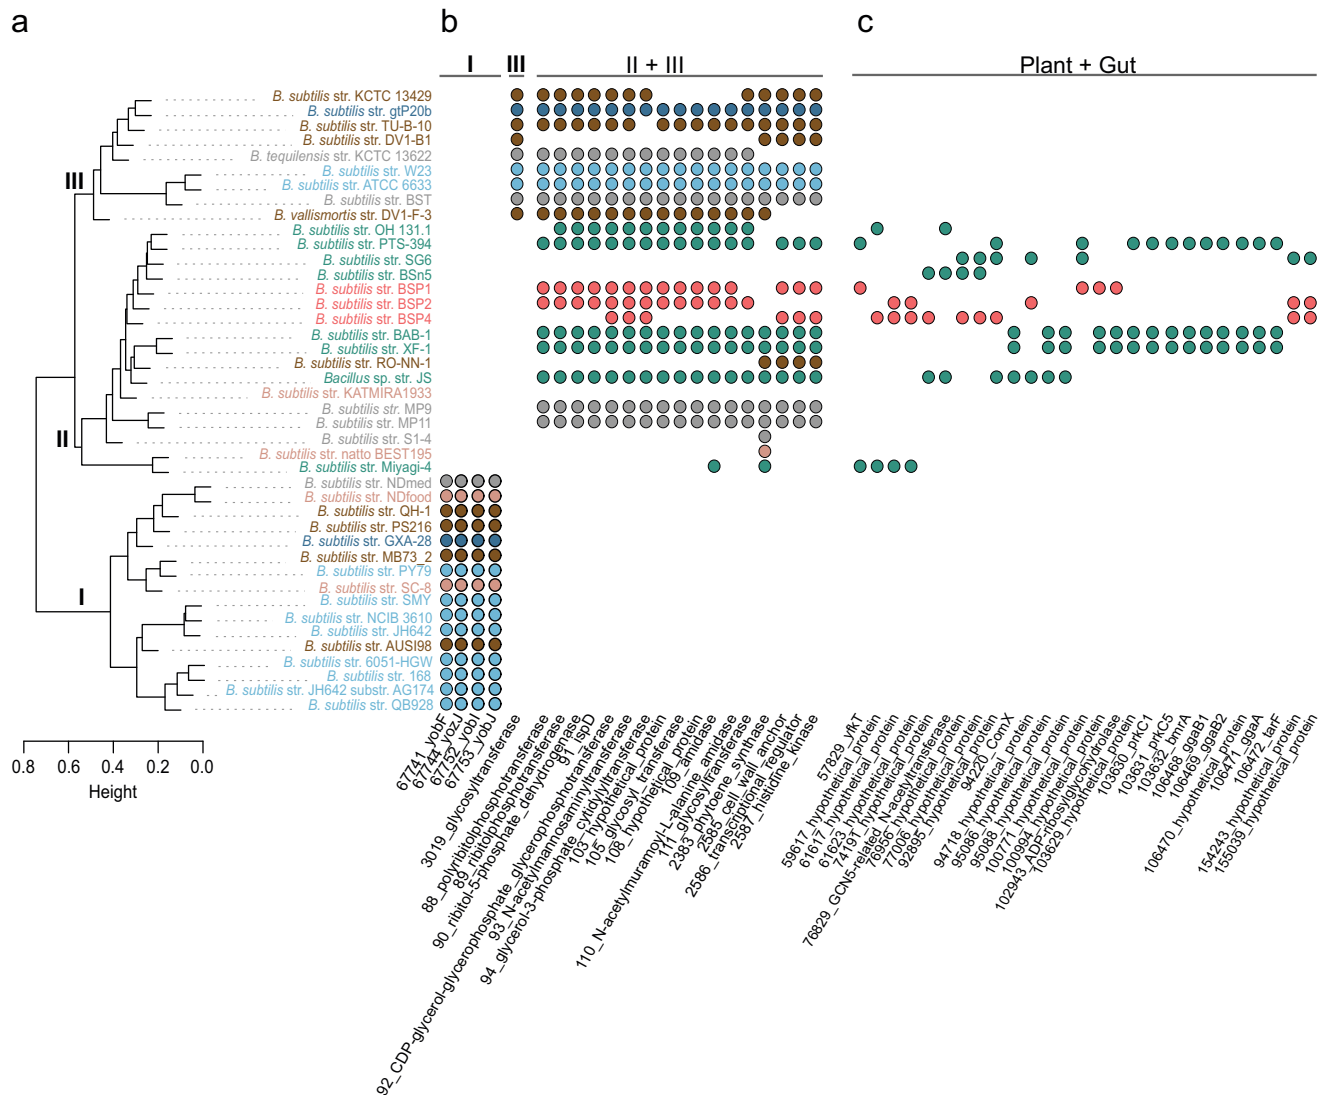 a
b
c
I
III
II + III
Plant + Gut
B. subtilis str. KCTC 13429
B. subtilis str. gtP20b
B. subtilis str. TU-B-10
B. subtilis str. DV1-B1
B. tequilensis str. KCTC 13622
B. subtilis str. W23
B. subtilis str. ATCC 6633
B. subtilis str. BST
B. vallismortis str. DV1-F-3
B. subtilis str. OH 131.1
B. subtilis str. PTS-394
B. subtilis str. SG6
B. subtilis str. BSn5
B. subtilis str. BSP1
B. subtilis str. BSP2
B. subtilis str. BSP4
B. subtilis str. BAB-1
B. subtilis str. XF-1
B. subtilis str. RO-NN-1
Bacillus sp. str. JS
B. subtilis str. KATMIRA1933
B. subtilis str. MP9
B. subtilis str. MP11
B. subtilis str. S1-4
B. subtilis str. natto BEST195
B. subtilis str. Miyagi-4
B. subtilis str. NDmed
B. subtilis str. NDfood
B. subtilis str. QH-1
B. subtilis str. PS216
B. subtilis str. GXA-28
B. subtilis str. MB73_2
B. subtilis str. PY79
B. subtilis str. SC-8
B. subtilis str. SMY
B. subtilis str. NCIB 3610
B. subtilis str. JH642
B. subtilis str. AUSI98
B. subtilis str. 6051-HGW
B. subtilis str. 168
B. subtilis str. JH642 substr. AG174
B. subtilis str. QB928
III
II
I
0.8 0.6 0.4 0.2 0.0
Height
67741_yobF
67744_yozJ
67752_yobI
67753_yobJ
3019_glycosyltransferase
88_polyribitolphosphotransferase
89_ribitolphosphotransferase
90_ribitol-5-phosphate_dehydrogenase
91_ispD
92_CDP-glycerol-glycerophosphate_glycerophosphotransferase
93_N-acetylmannosaminyltransferase
94_glycerol-3-phosphate_cytidylyltransferase
103_hypothetical_protein
105_glycosyl_transferase
108_hypothetical_protein
109_amidase
110_N-acetylmuramoyl-L-alanine_amidase
111_glycosyltransferase
2383_phytoene_synthase
2585_cell_wall_anchor
2586_transcriptional_regulator
2587_histidine_kinase
57829_yfkT
59617_hypothetical_protein
61617_hypothetical_protein
61623_hypothetical_protein
74191_hypothetical_protein
76829_GCN5-related_N-acetyltransferase
76956_hypothetical_protein
77006_hypothetical_protein
92895_hypothetical_protein
94220_ComX
94718_hypothetical_protein
95086_hypothetical_protein
95088_hypothetical_protein
100771_hypothetical_protein
100994_hypothetical_protein
102943_ADP-ribosylglycohydrolase
103629_hypothetical_protein
103630_prkC1
103631_prkC5
103632_bmrA
106468_ggaB1
106469_ggaB2
106470_hypothetical_protein
106471_ggaA
106472_tarF
154243_hypothetical_protein
155039_hypothetical_protein